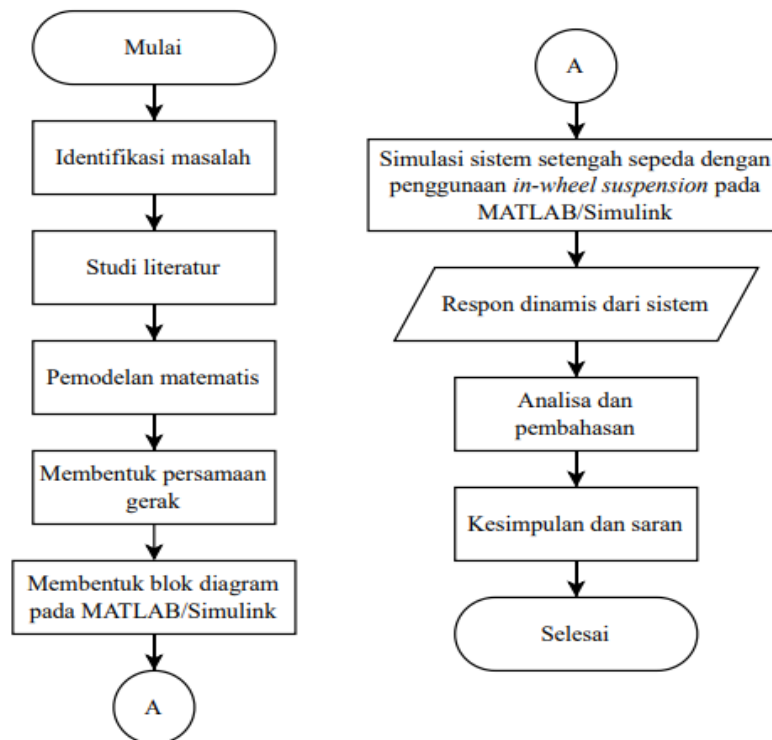 Mulai
Identifikasi masalah
Studi literatur
Pemodelan matematis
Membentuk persamaan
gerak
Membentuk blok diagram
pada MATLAB/Simulink
A
A
Simulasi sistem setengah sepeda dengan
penggunaan in-wheel suspension pada
MATLAB/Simulink
Respon dinamis dari sistem
Analisa dan
pembahasan
Kesimpulan dan saran
Selesai